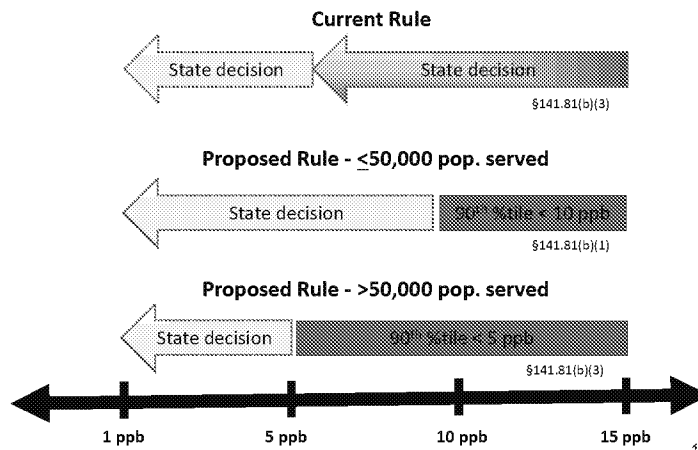 Current Rule
State decision State decision
§141.81(b)(3)
Proposed Rule - <50,000 pop. served
State decision 90th %tile < 10 ppb
§141.81(b)(1)
Proposed Rule - >50,000 pop. served
State decision 90th %tile < 5 ppb
§141.81(b)(3)
1 ppb 5 ppb 10 ppb 15 ppb